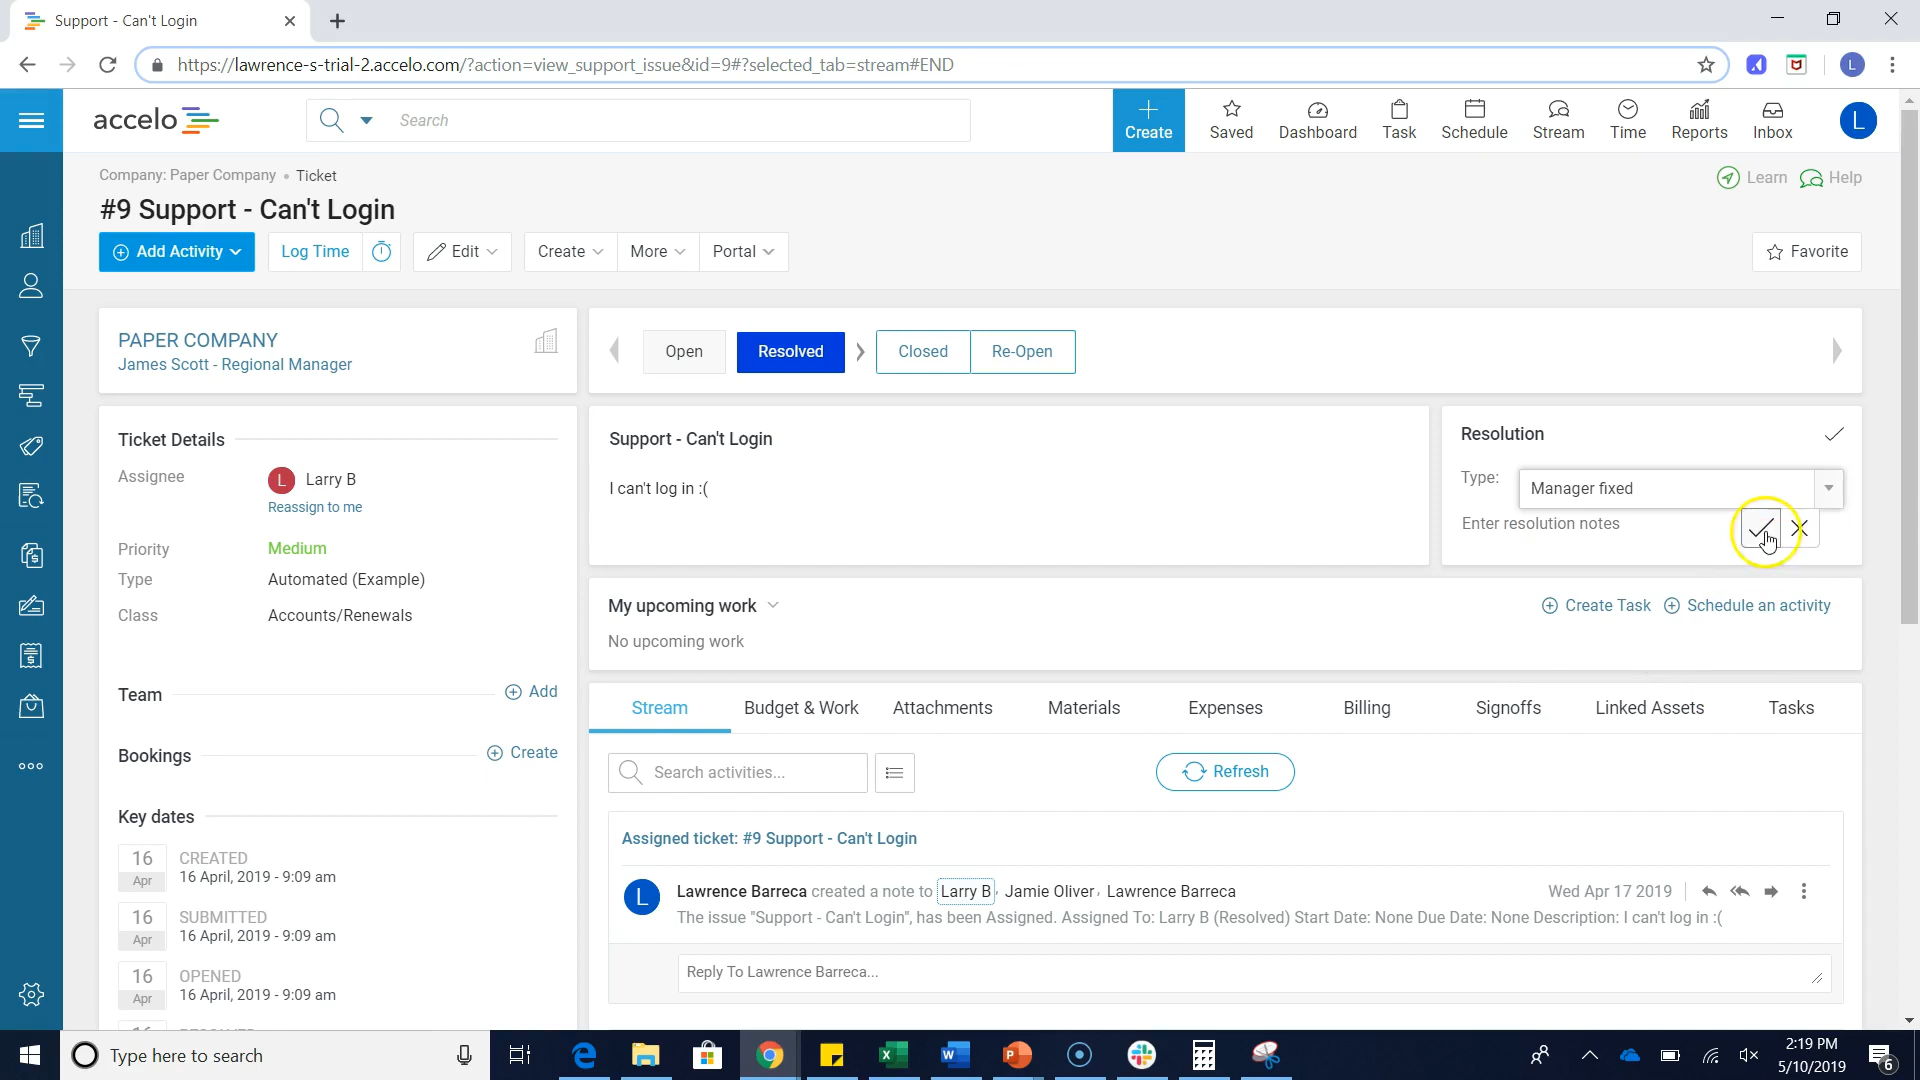 Support - Can't Login
https://lawrence-s-trial-2.accelo.com/?action=view_support_issue&id=9#?selected_tab=stream#END
L
accelo
Search
Create
Saved
Dashboard
Task
Schedule
Stream
Time
Reports
Inbox
L
Company: Paper Company • Ticket
Learn
Help
#9 Support - Can't Login
Add Activity
Log Time
Edit
Create
More
Portal
Favorite
PAPER COMPANY
James Scott - Regional Manager
Open
Resolved
Closed
Re-Open
Ticket Details
Assignee
L
Larry B
Reassign to me
Priority
Medium
Type
Automated (Example)
Class
Accounts/Renewals
Team
Add
Bookings
Create
Key dates
16
Apr
CREATED
16 April, 2019 - 9:09 am
16
Apr
SUBMITTED
16 April, 2019 - 9:09 am
16
Apr
OPENED
16 April, 2019 - 9:09 am
Support - Can't Login
I can't log in :(
Resolution
Type:
Manager fixed
Enter resolution notes
My upcoming work
Create Task
Schedule an activity
No upcoming work
Stream
Budget & Work
Attachments
Materials
Expenses
Billing
Signoffs
Linked Assets
Tasks
Search activities...
Refresh
Assigned ticket: #9 Support - Can't Login
L
Lawrence Barreca created a note to Larry B, Jamie Oliver, Lawrence Barreca
Wed Apr 17 2019
The issue "Support - Can't Login", has been Assigned. Assigned To: Larry B (Resolved) Start Date: None Due Date: None Description: I can't log in :(
Reply To Lawrence Barreca...
Type here to search
2:19 PM
5/10/2019
6